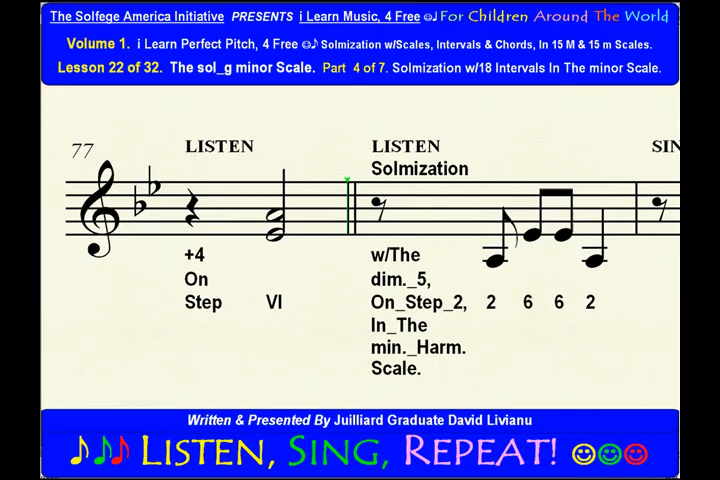 The Solfege America Initiative PRESENTS i Learn Music, 4 Free For Children Around The World
Volume 1. i Learn Perfect Pitch, 4 Free Solmization w/Scales, Intervals & Chords, In 15 M & 15 m Scales.
Lesson 22 of 32. The sol_g minor Scale. Part 4 of 7. Solmization w/18 Intervals In The minor Scale.
77 LISTEN LISTEN SIN
Solmization
+4 w/The
On dim._5,
Step VI On_Step_2, 2 6 6 2
In_The
min._Harm.
Scale.
Written & Presented By Juilliard Graduate David Livianu
LISTEN, SING, REPEAT!